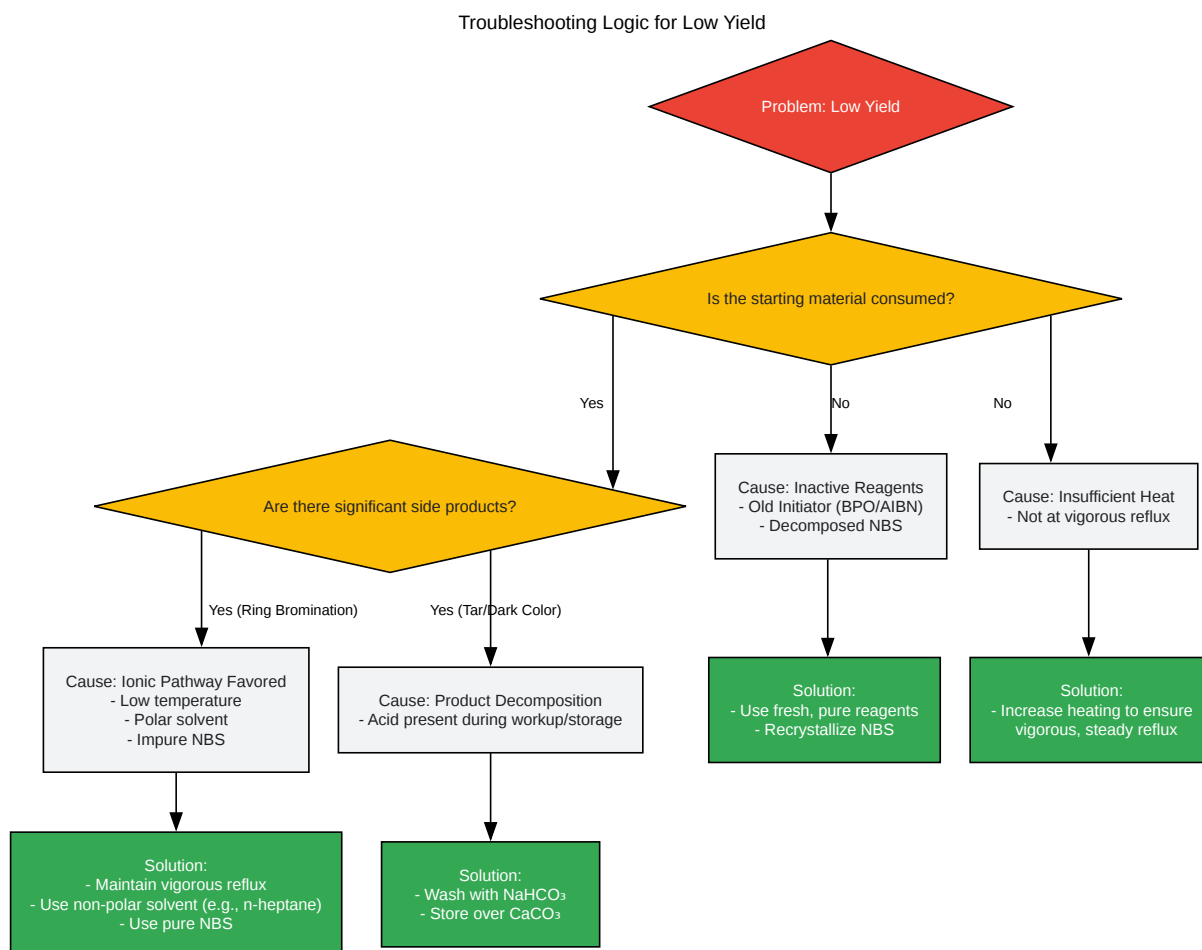 Troubleshooting Logic for Low Yield
Problem: Low Yield
Is the starting material consumed?
Yes
No
No
Are there significant side products?
Cause: Inactive Reagents
- Old Initiator (BPO/AIBN)
- Decomposed NBS
Cause: Insufficient Heat
- Not at vigorous reflux
Yes (Ring Bromination)
Yes (Tar/Dark Color)
Cause: Ionic Pathway Favored
- Low temperature
- Polar solvent
- Impure NBS
Cause: Product Decomposition
- Acid present during workup/storage
Solution:
- Use fresh, pure reagents
- Recrystallize NBS
Solution:
- Increase heating to ensure
vigorous, steady reflux
Solution:
- Maintain vigorous reflux
- Use non-polar solvent (e.g., n-heptane)
- Use pure NBS
Solution:
- Wash with NaHCO₃
- Store over CaCO₃